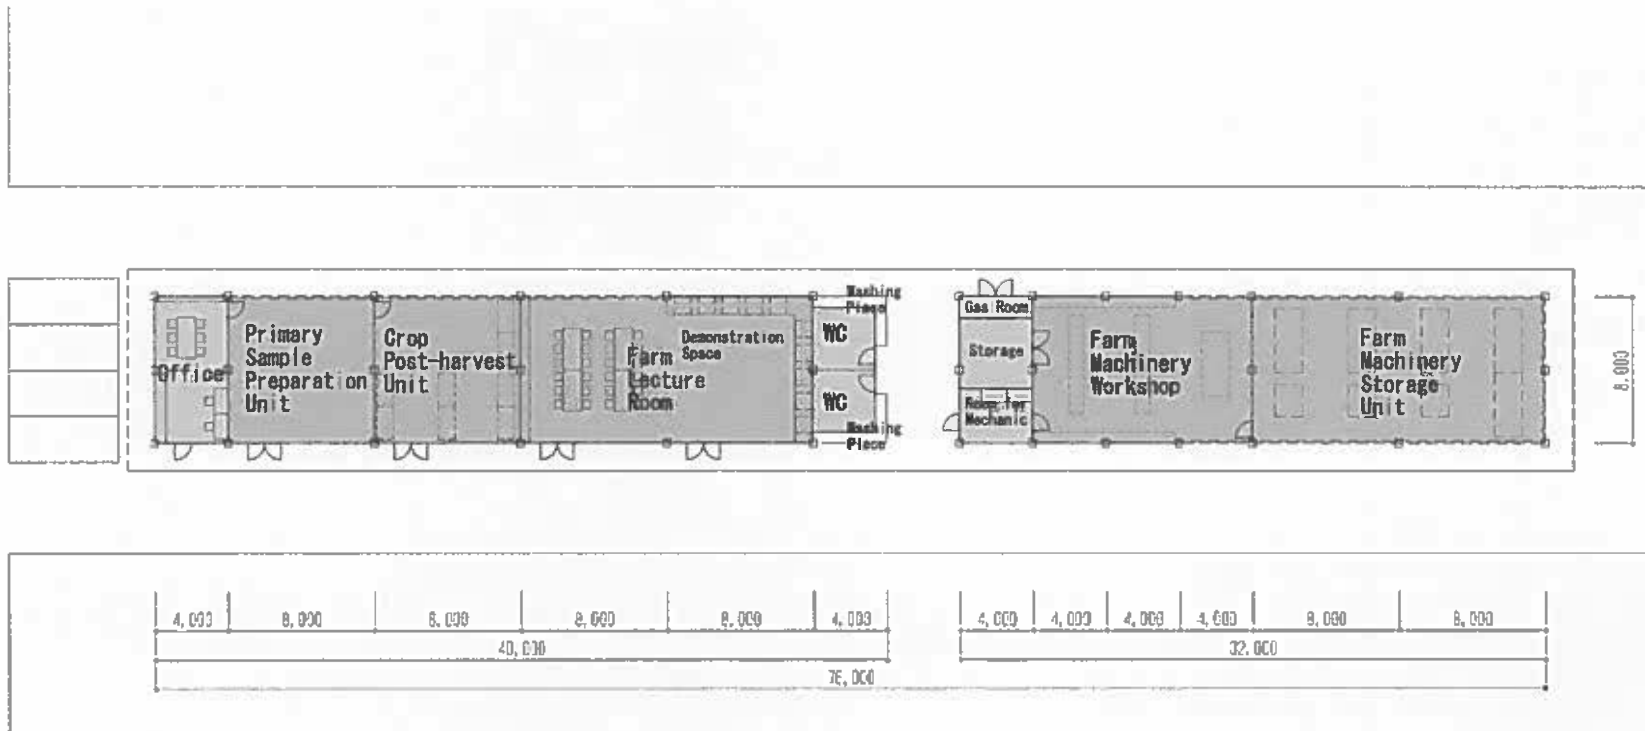 Office
Primary
Sample
Preparation
Unit
Crop
Post-harvest
Unit
Farm
Lecture
Room
Demonstration
Space
Washing
Place
WC
WC
Washing
Place
Gas Room
Storage
Room for
Mechanic
Farm
Machinery
Workshop
Farm
Machinery
Storage
Unit
8,000
4,000
8,000
8,000
8,000
8,000
4,000
4,000
4,000
4,000
4,000
8,000
8,000
40,000
32,000
76,000